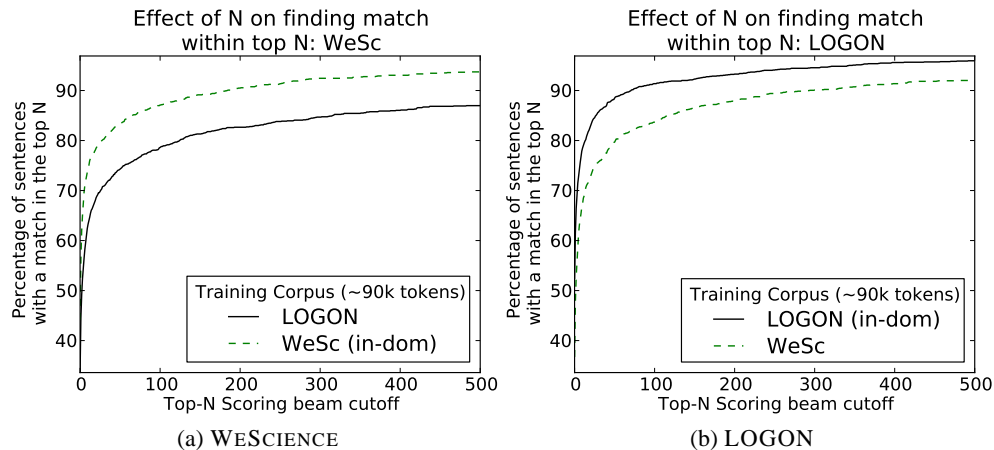 Effect of N on finding match
within top N: WeSc
Percentage of sentences
with a match in the top N
90
80
70
60
50
40
Training Corpus (~90k tokens)
LOGON
WeSc (in-dom)
0 100 200 300 400 500
Top-N Scoring beam cutoff
(a) WESCIENCE
Effect of N on finding match
within top N: LOGON
Percentage of sentences
with a match in the top N
90
80
70
60
50
40
Training Corpus (~90k tokens)
LOGON (in-dom)
WeSc
0 100 200 300 400 500
Top-N Scoring beam cutoff
(b) LOGON